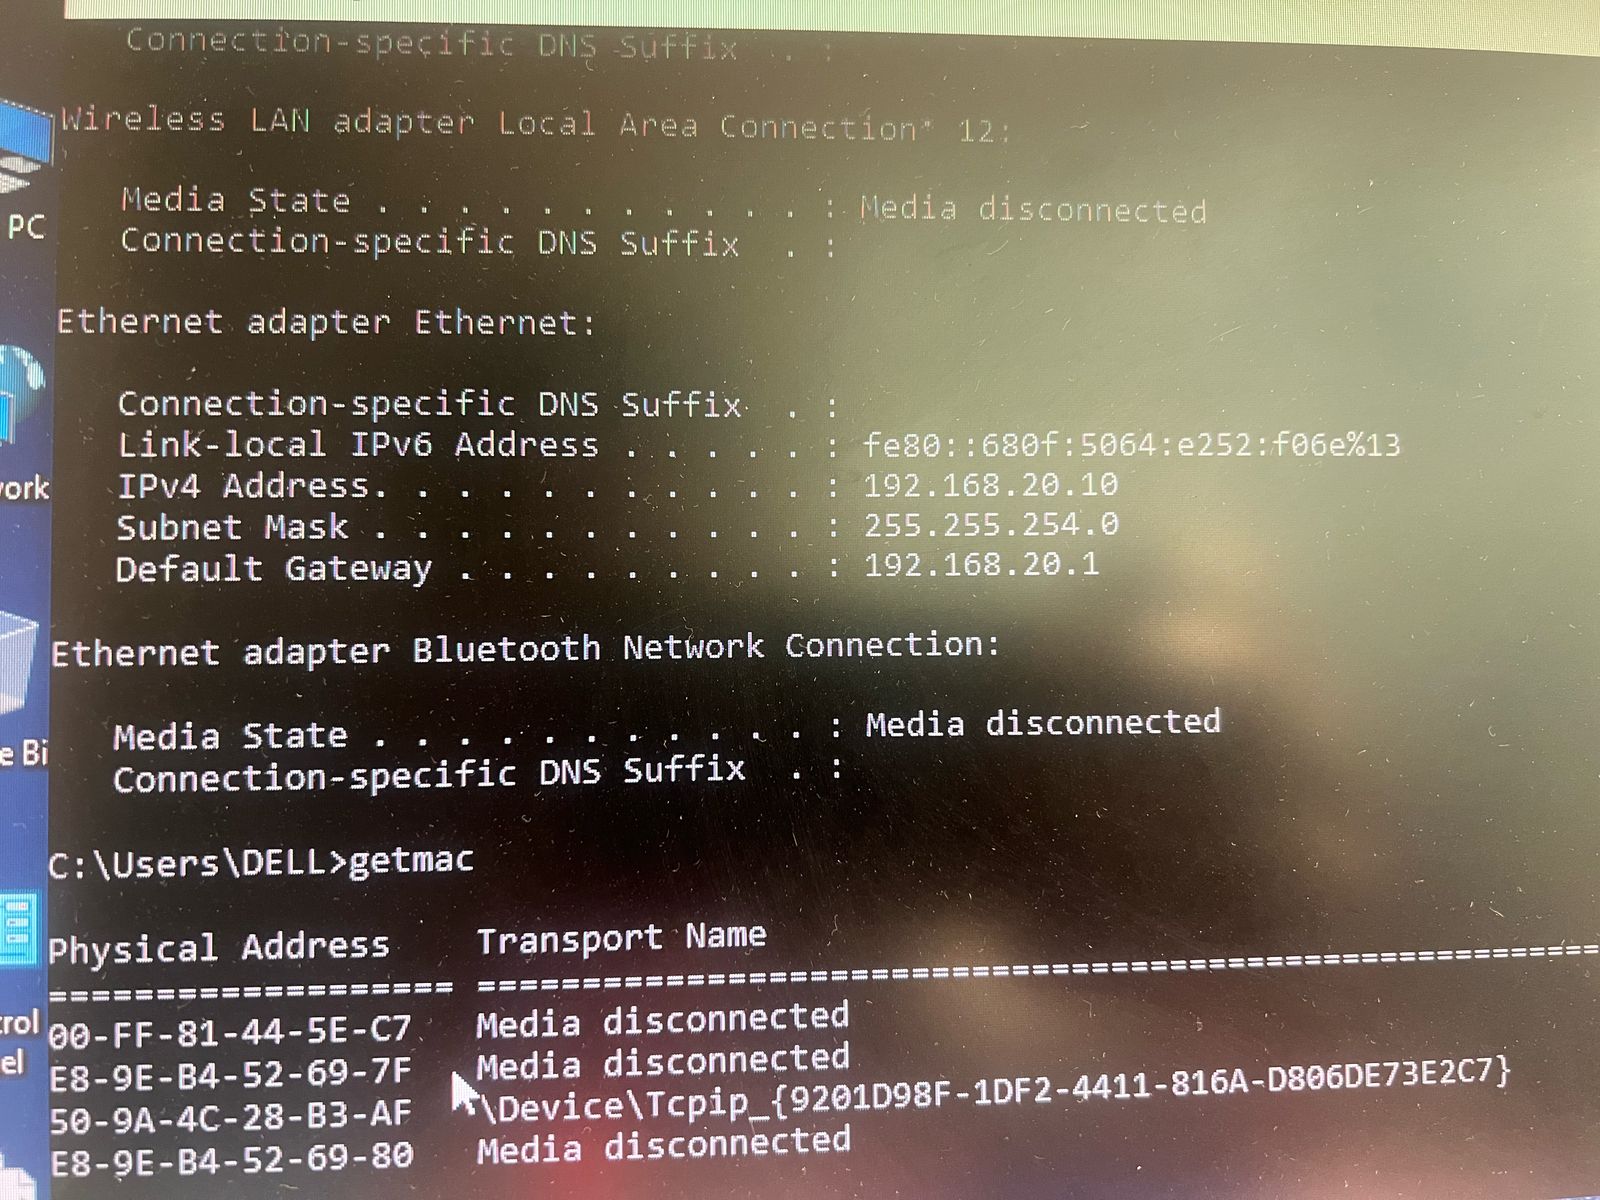 Connection-specific DNS Suffix  . :
Wireless LAN adapter Local Area Connection* 12:
Media State . . . . . . . . . . . : Media disconnected
Connection-specific DNS Suffix  . :
PC
Ethernet adapter Ethernet:
Connection-specific DNS Suffix  . :
Link-local IPv6 Address . . . . . : fe80::680f:5064:e252:f06e%13
IPv4 Address. . . . . . . . . . . : 192.168.20.10
work
Subnet Mask . . . . . . . . . . . : 255.255.254.0
Default Gateway . . . . . . . . . : 192.168.20.1
Ethernet adapter Bluetooth Network Connection:
Media State . . . . . . . . . . . : Media disconnected
e Bi
Connection-specific DNS Suffix  . :
C:\Users\DELL>getmac
Physical Address    Transport Name
=================== ==========================================================
trol
el
00-FF-81-44-5E-C7   Media disconnected
E8-9E-B4-52-69-7F   Media disconnected
50-9A-4C-28-B3-AF   \Device\Tcpip_{9201D98F-1DF2-4411-816A-D806DE73E2C7}
E8-9E-B4-52-69-80   Media disconnected